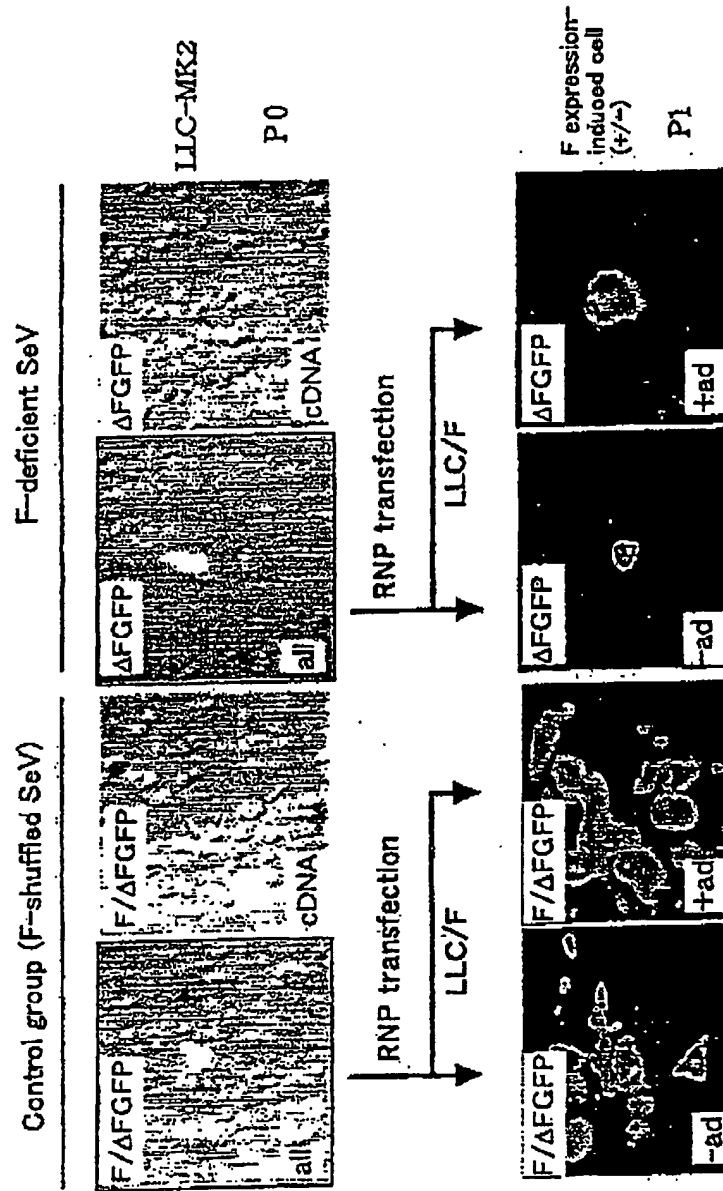 Control group (F-shuffled SeV)
F-deficient SeV
F/ΔFGFP
all
F/ΔFGFP
cDNA
ΔFGFP
all
ΔFGFP
cDNA
LLC-MK2
P0
RNP transfection
LLC/F
RNP transfection
LLC/F
F/ΔFGFP
-ad
F/ΔFGFP
+ad
ΔFGFP
-ad
ΔFGFP
+ad
F expression-
induced cell
(+/-)
P1